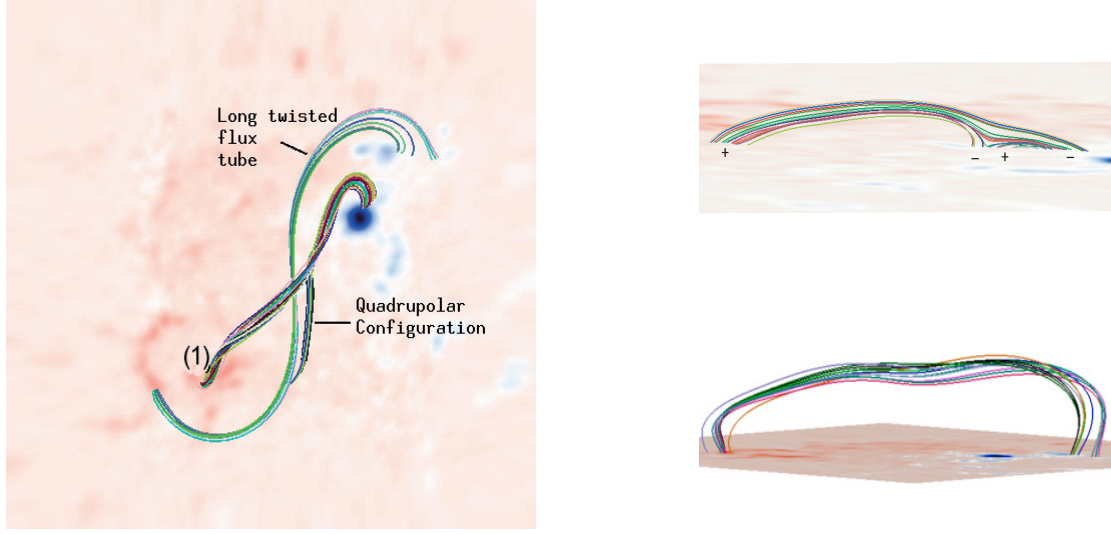 Long twisted
flux
tube
Quadrupolar
Configuration
(1)
+ – + –